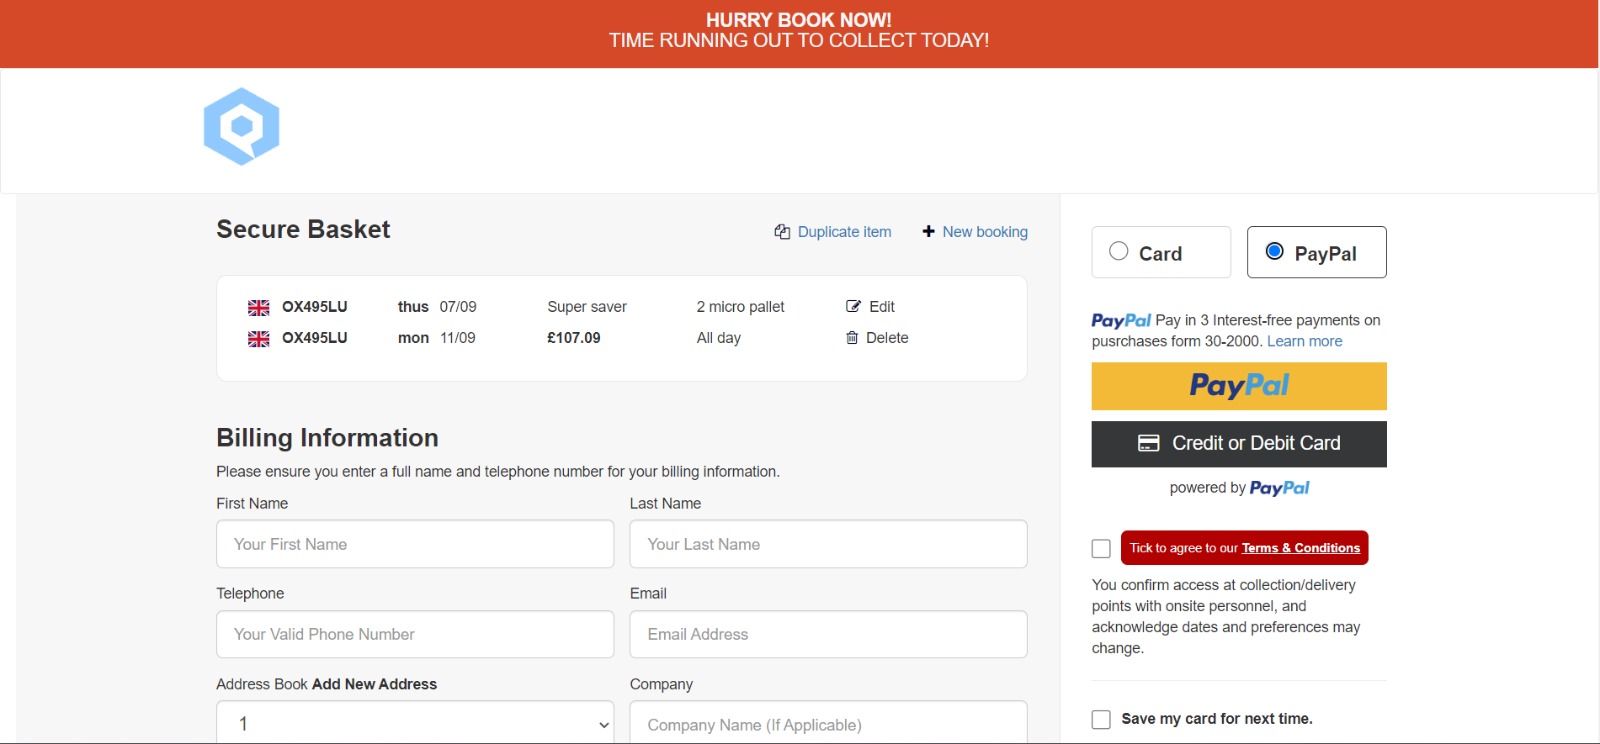 HURRY BOOK NOW!
TIME RUNNING OUT TO COLLECT TODAY!
Secure Basket
Duplicate item
New booking
OX495LU thus 07/09 Super saver 2 micro pallet Edit
OX495LU mon 11/09 £107.09 All day Delete
Billing Information
Please ensure you enter a full name and telephone number for your billing information.
First Name Last Name
Your First Name Your Last Name
Telephone Email
Your Valid Phone Number Email Address
Address Book Add New Address Company
1 Company Name (If Applicable)
Card PayPal
PayPal Pay in 3 Interest-free payments on
pusrchases form 30-2000. Learn more
PayPal
Credit or Debit Card
powered by PayPal
Tick to agree to our Terms & Conditions
You confirm access at collection/delivery
points with onsite personnel, and
acknowledge dates and preferences may
change.
Save my card for next time.